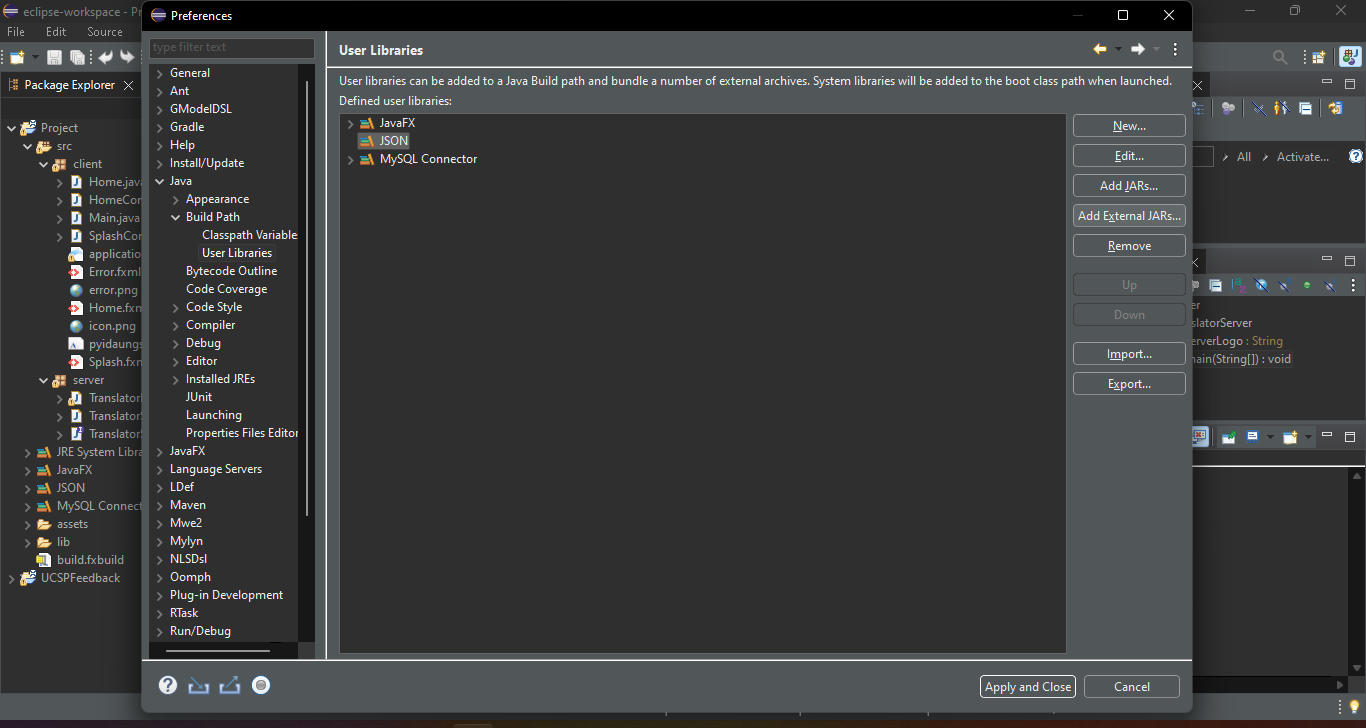 eclipse-workspace - Pr
Preferences
File Edit Source
type filter text
User Libraries
Package Explorer
User libraries can be added to a Java Build path and bundle a number of external archives. System libraries will be added to the boot class path when launched.
Defined user libraries:
Project
src
client
Home.java
HomeCor
Main.java
SplashCor
applicatio
Error.fxml
error.png
Home.fxm
icon.png
pyidaungs
Splash.fxm
server
Translator
Translator
Translator
JRE System Libra
JavaFX
JSON
MySQL Connect
assets
lib
build.fxbuild
UCSPFeedback
General
Ant
GModelDSL
Gradle
Help
Install/Update
Java
Appearance
Build Path
Classpath Variable
User Libraries
Bytecode Outline
Code Coverage
Code Style
Compiler
Debug
Editor
Installed JREs
JUnit
Launching
Properties Files Editor
JavaFX
Language Servers
LDef
Maven
Mwe2
Mylyn
NLSDsl
Oomph
Plug-in Development
RTask
Run/Debug
JavaFX
JSON
MySQL Connector
New...
Edit...
Add JARs...
Add External JARs...
Remove
Up
Down
Import...
Export...
All Activate...
er
slatorServer
erverLogo : String
nain(String[]) : void
Apply and Close
Cancel